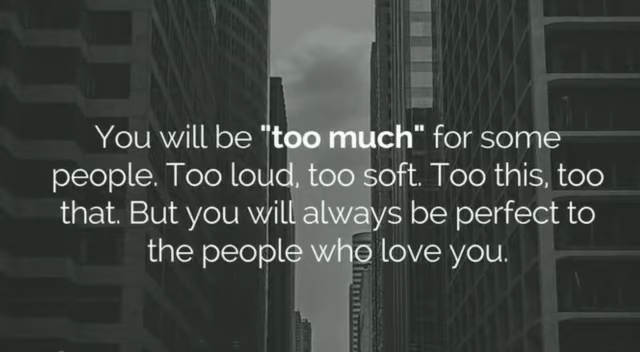 You will be "too much" for some
people. Too loud, too soft. Too this, too
that. But you will always be perfect to
the people who love you.